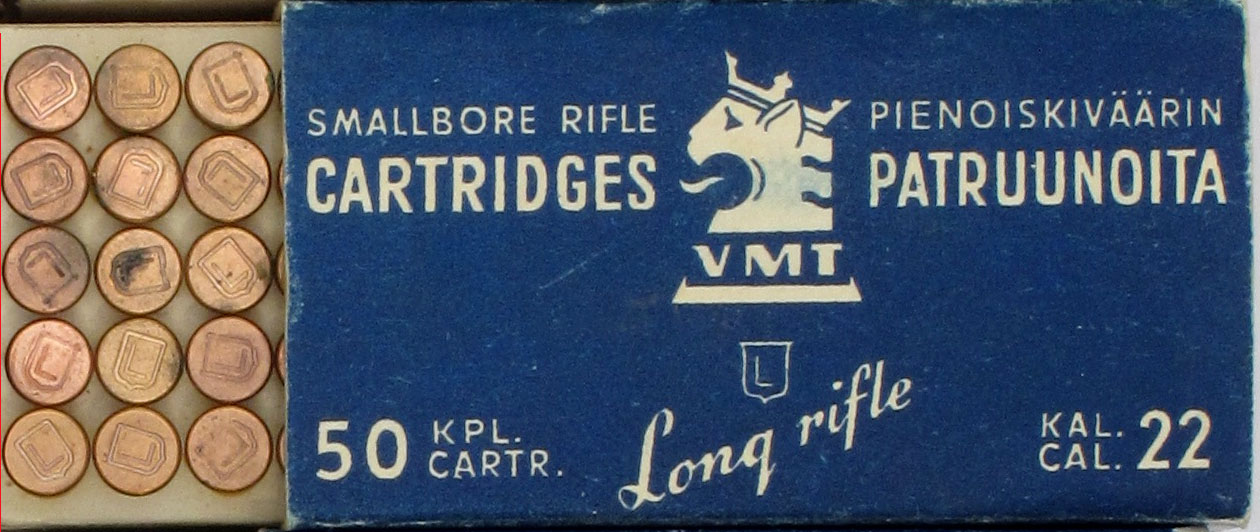 SMALLBORE RIFLE
CARTRIDGES
VMT
PIENOISKIVÄÄRIN
PATRUUNOITA
50 KPL.
CARTR.
L
Long rifle
KAL. 22
CAL.
L
L
L
L
L
L
L
L
L
L
L
L
L
L